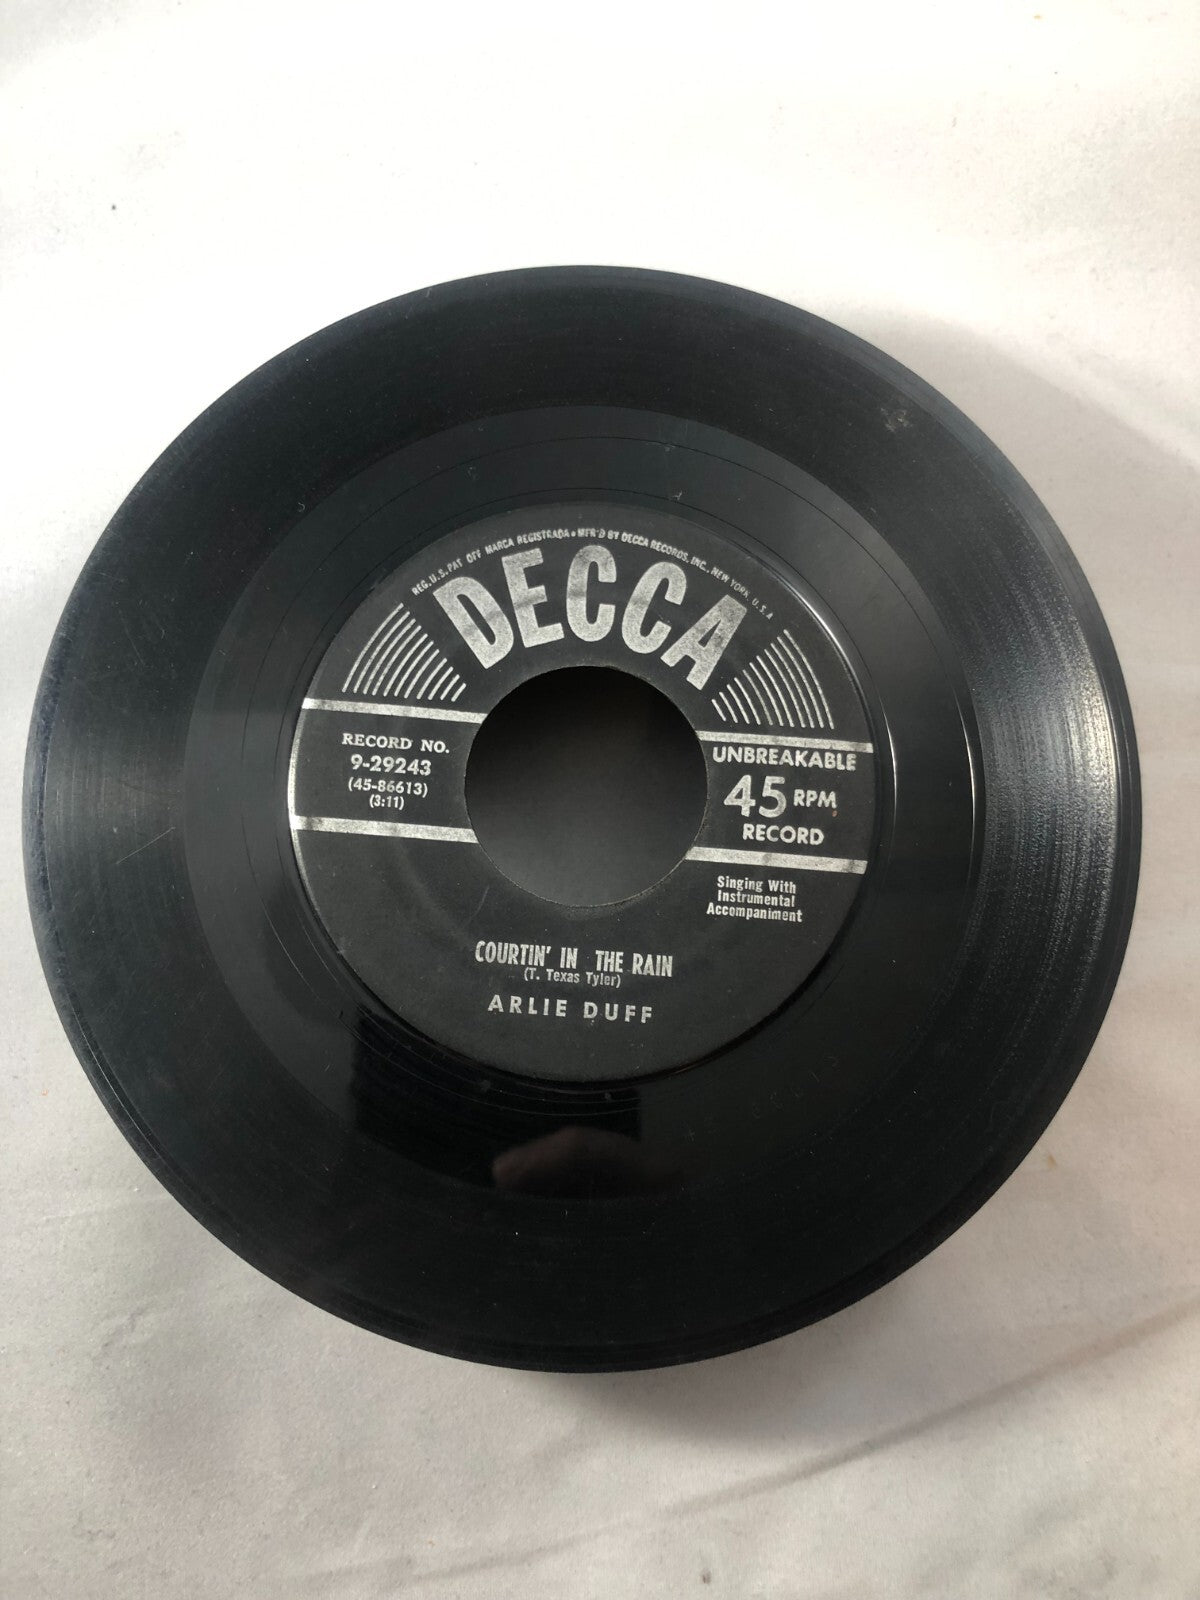 REG. U.S. PAT OFF MARCA REGISTRADA • MFR'D BY DECCA RECORDS, INC., NEW YORK, U.S.A
DECCA
RECORD NO.
9-29243
(45-86613)
(3:11)
UNBREAKABLE
45 RPM
RECORD
Singing With
Instrumental
Accompaniment
COURTIN' IN THE RAIN
(T. Texas Tyler)
ARLIE DUFF